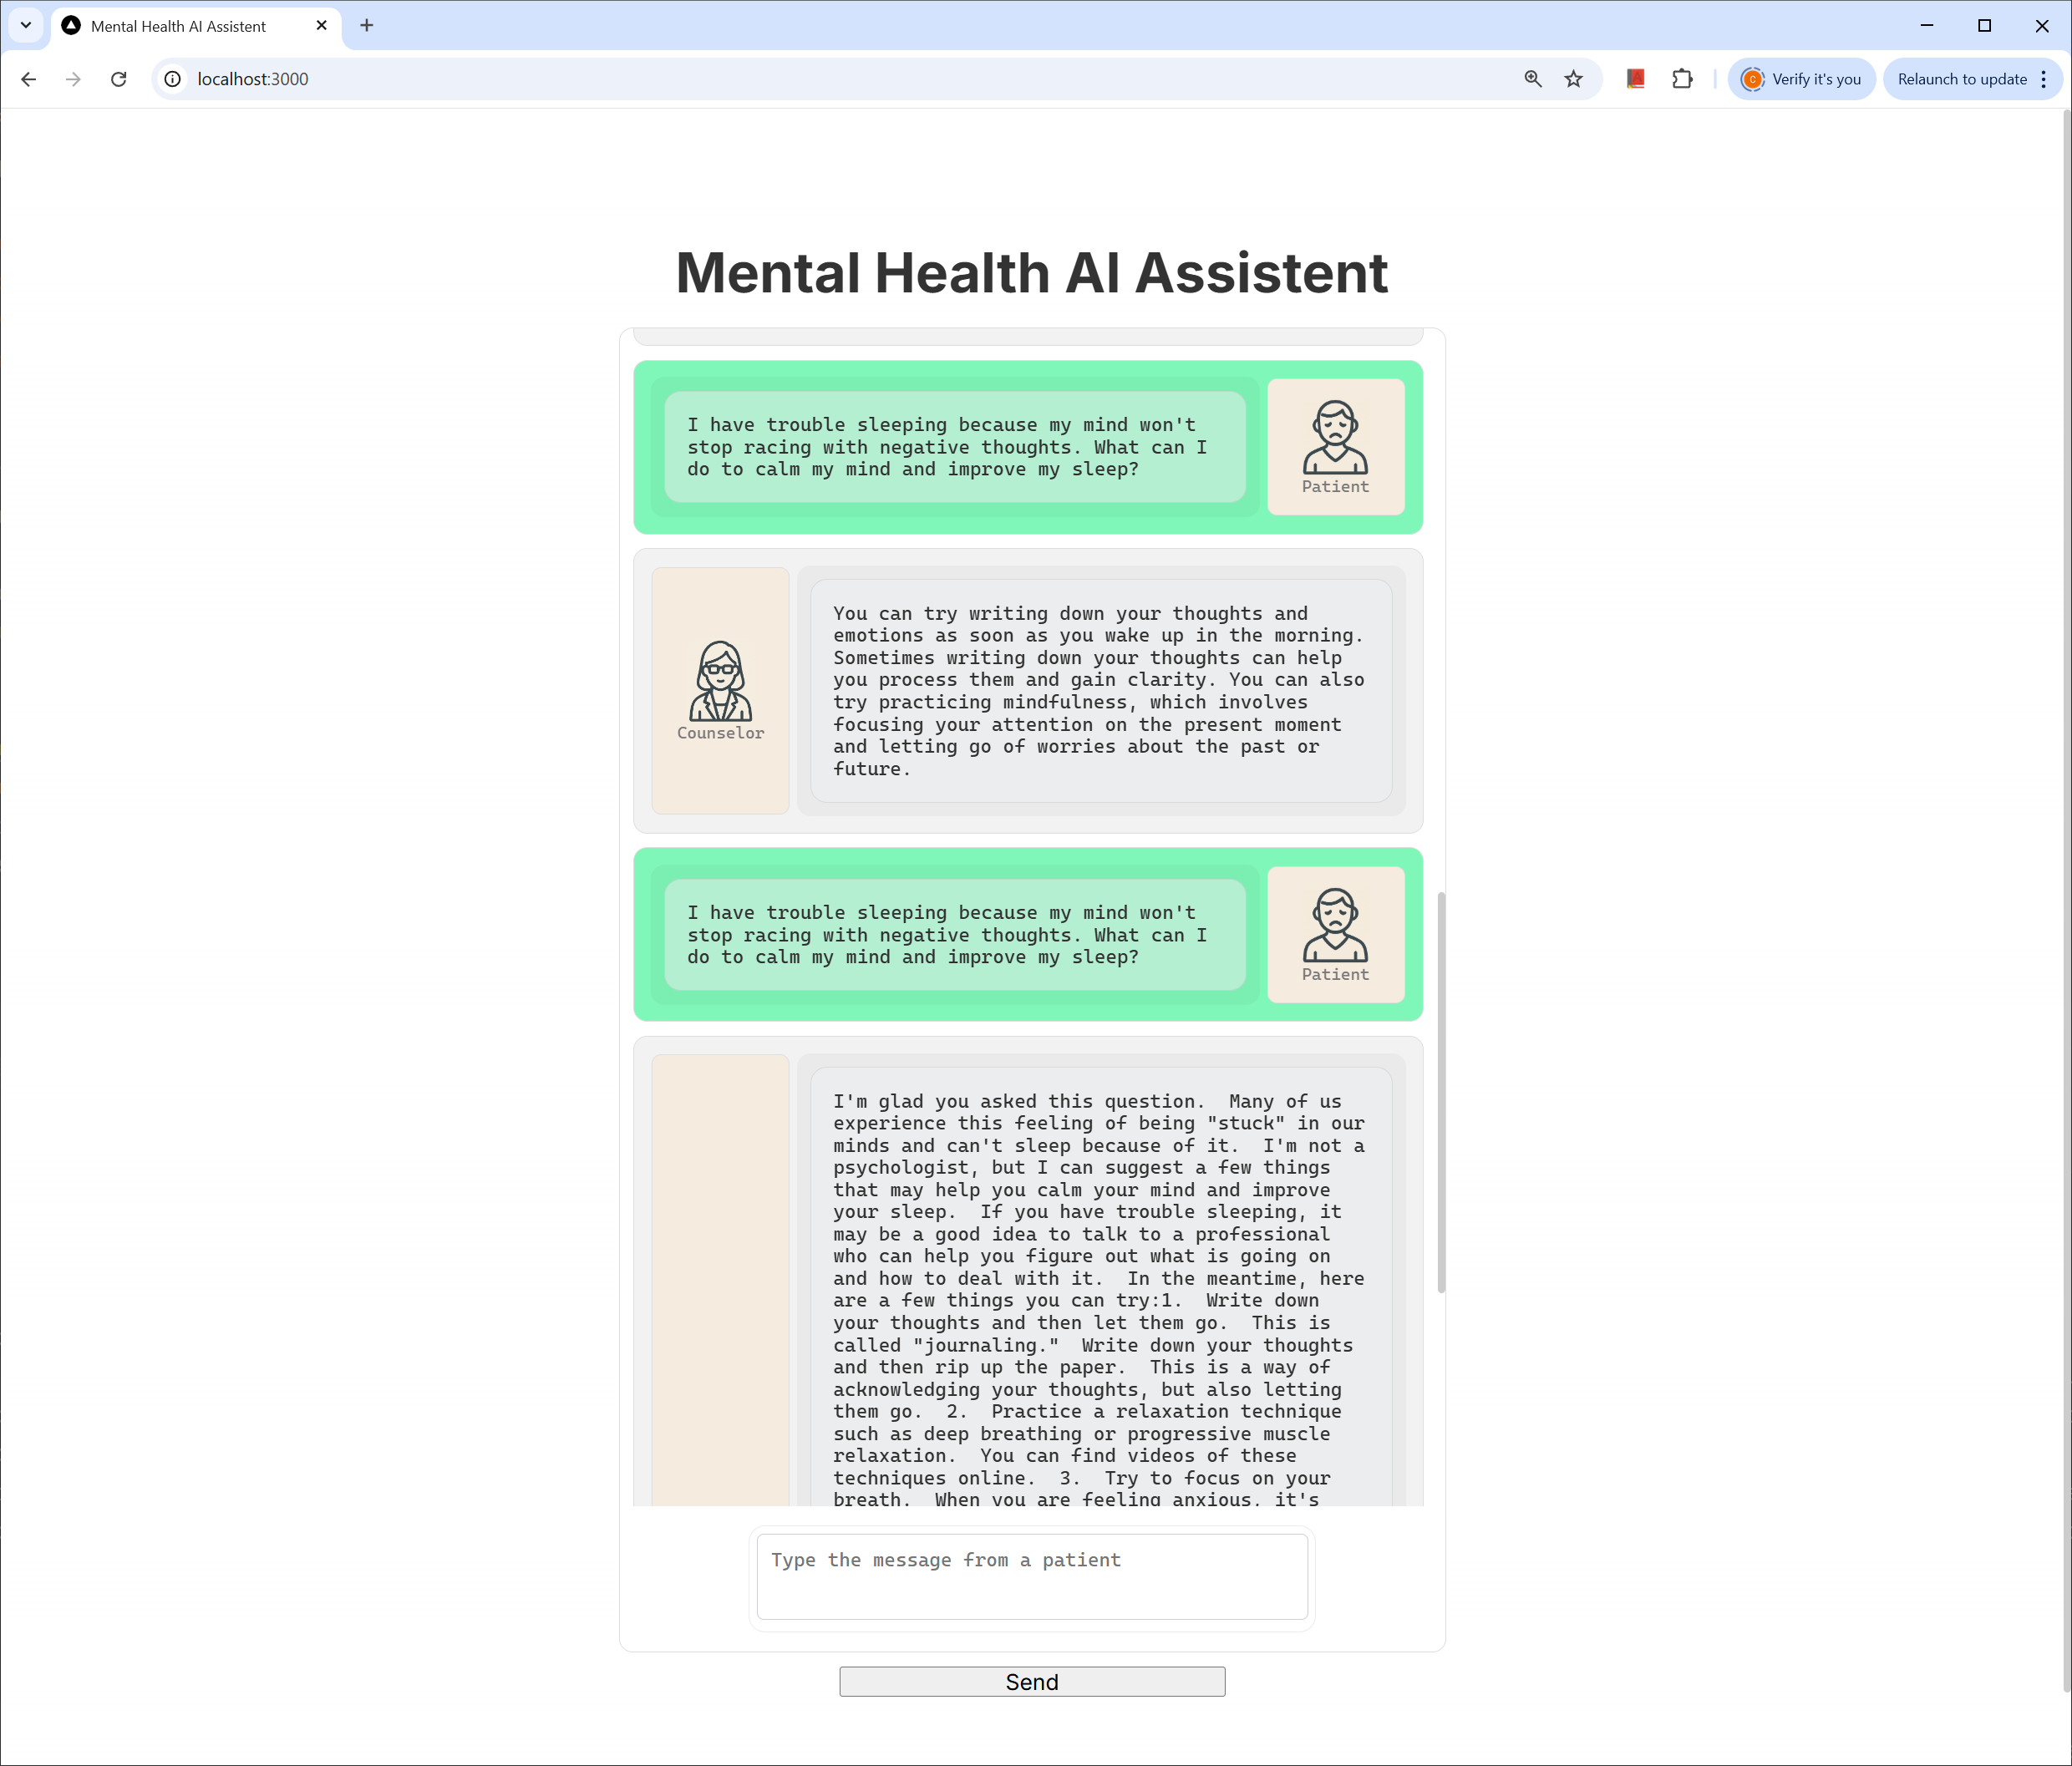 Mental Health AI Assistent
localhost:3000
Verify it's you
Relaunch to update
Mental Health AI Assistent
I have trouble sleeping because my mind won't
stop racing with negative thoughts. What can I
do to calm my mind and improve my sleep?
Patient
You can try writing down your thoughts and
emotions as soon as you wake up in the morning.
Sometimes writing down your thoughts can help
you process them and gain clarity. You can also
try practicing mindfulness, which involves
focusing your attention on the present moment
and letting go of worries about the past or
future.
Counselor
I have trouble sleeping because my mind won't
stop racing with negative thoughts. What can I
do to calm my mind and improve my sleep?
Patient
I'm glad you asked this question.  Many of us
experience this feeling of being "stuck" in our
minds and can't sleep because of it.  I'm not a
psychologist, but I can suggest a few things
that may help you calm your mind and improve
your sleep.  If you have trouble sleeping, it
may be a good idea to talk to a professional
who can help you figure out what is going on
and how to deal with it.  In the meantime, here
are a few things you can try:1.  Write down
your thoughts and then let them go.  This is
called "journaling."  Write down your thoughts
and then rip up the paper.  This is a way of
acknowledging your thoughts, but also letting
them go.  2.  Practice a relaxation technique
such as deep breathing or progressive muscle
relaxation.  You can find videos of these
techniques online.  3.  Try to focus on your
breath.  When you are feeling anxious, it's
Type the message from a patient
Send